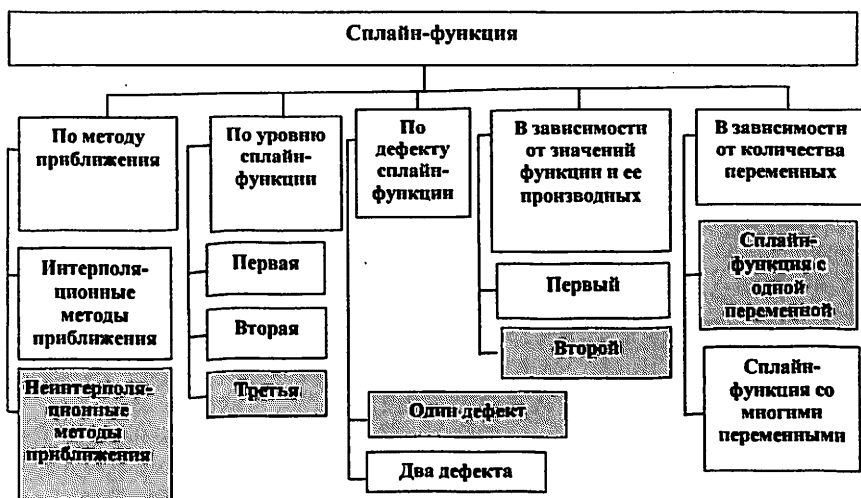 Сплайн-функция
По методу
приближения
Интерполя-
ционные
методы
приближения
Неинтерполя-
ционные
методы
приближения
По уровню
сплайн-
функции
Первая
Вторая
Третья
По
дефекту
сплайн-
функции
Один дефект
Два дефекта
В зависимости
от значений
функции и ее
производных
Первый
Второй
В зависимости
от количества
переменных
Сплайн-
функция с
одной
переменной
Сплайн-
функция со
многими
переменными